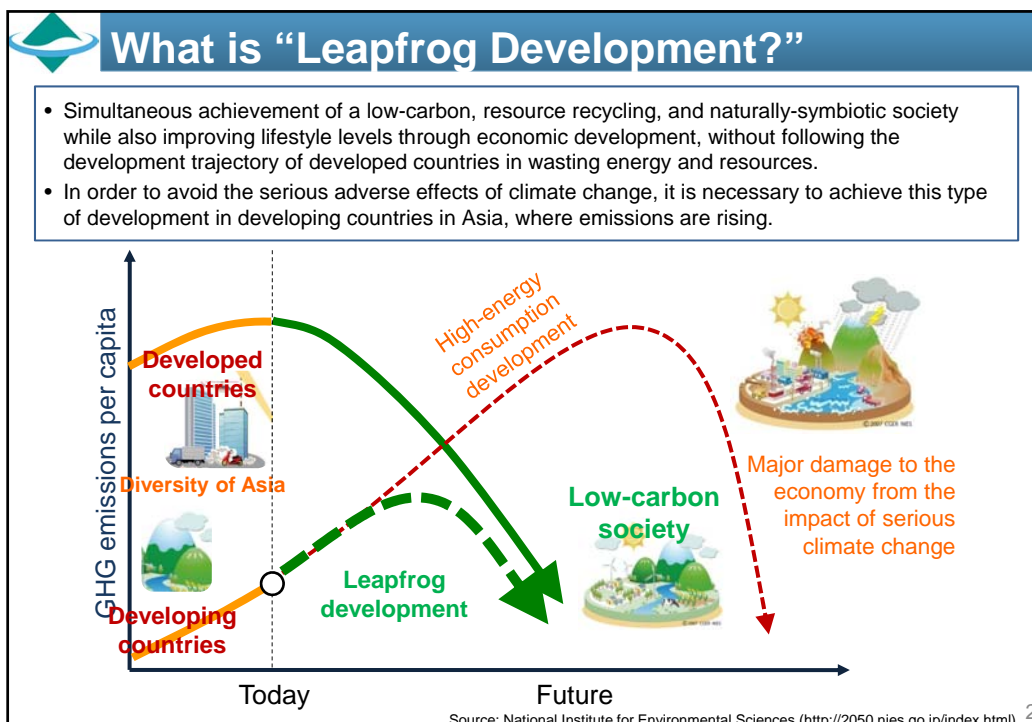 What is “Leapfrog Development?”
• Simultaneous achievement of a low-carbon, resource recycling, and naturally-symbiotic society
while also improving lifestyle levels through economic development, without following the
development trajectory of developed countries in wasting energy and resources.
• In order to avoid the serious adverse effects of climate change, it is necessary to achieve this type
of development in developing countries in Asia, where emissions are rising.
GHG emissions per capita
Developed
countries
Diversity of Asia
Developing
countries
High-energy
consumption
development
Leapfrog
development
Low-carbon
society
©2007 CGER-NIES
Major damage to the
economy from the
impact of serious
climate change
Today
Future
Source: National Institute for Environmental Sciences (http://2050.nies.go.jp/index.html)
2